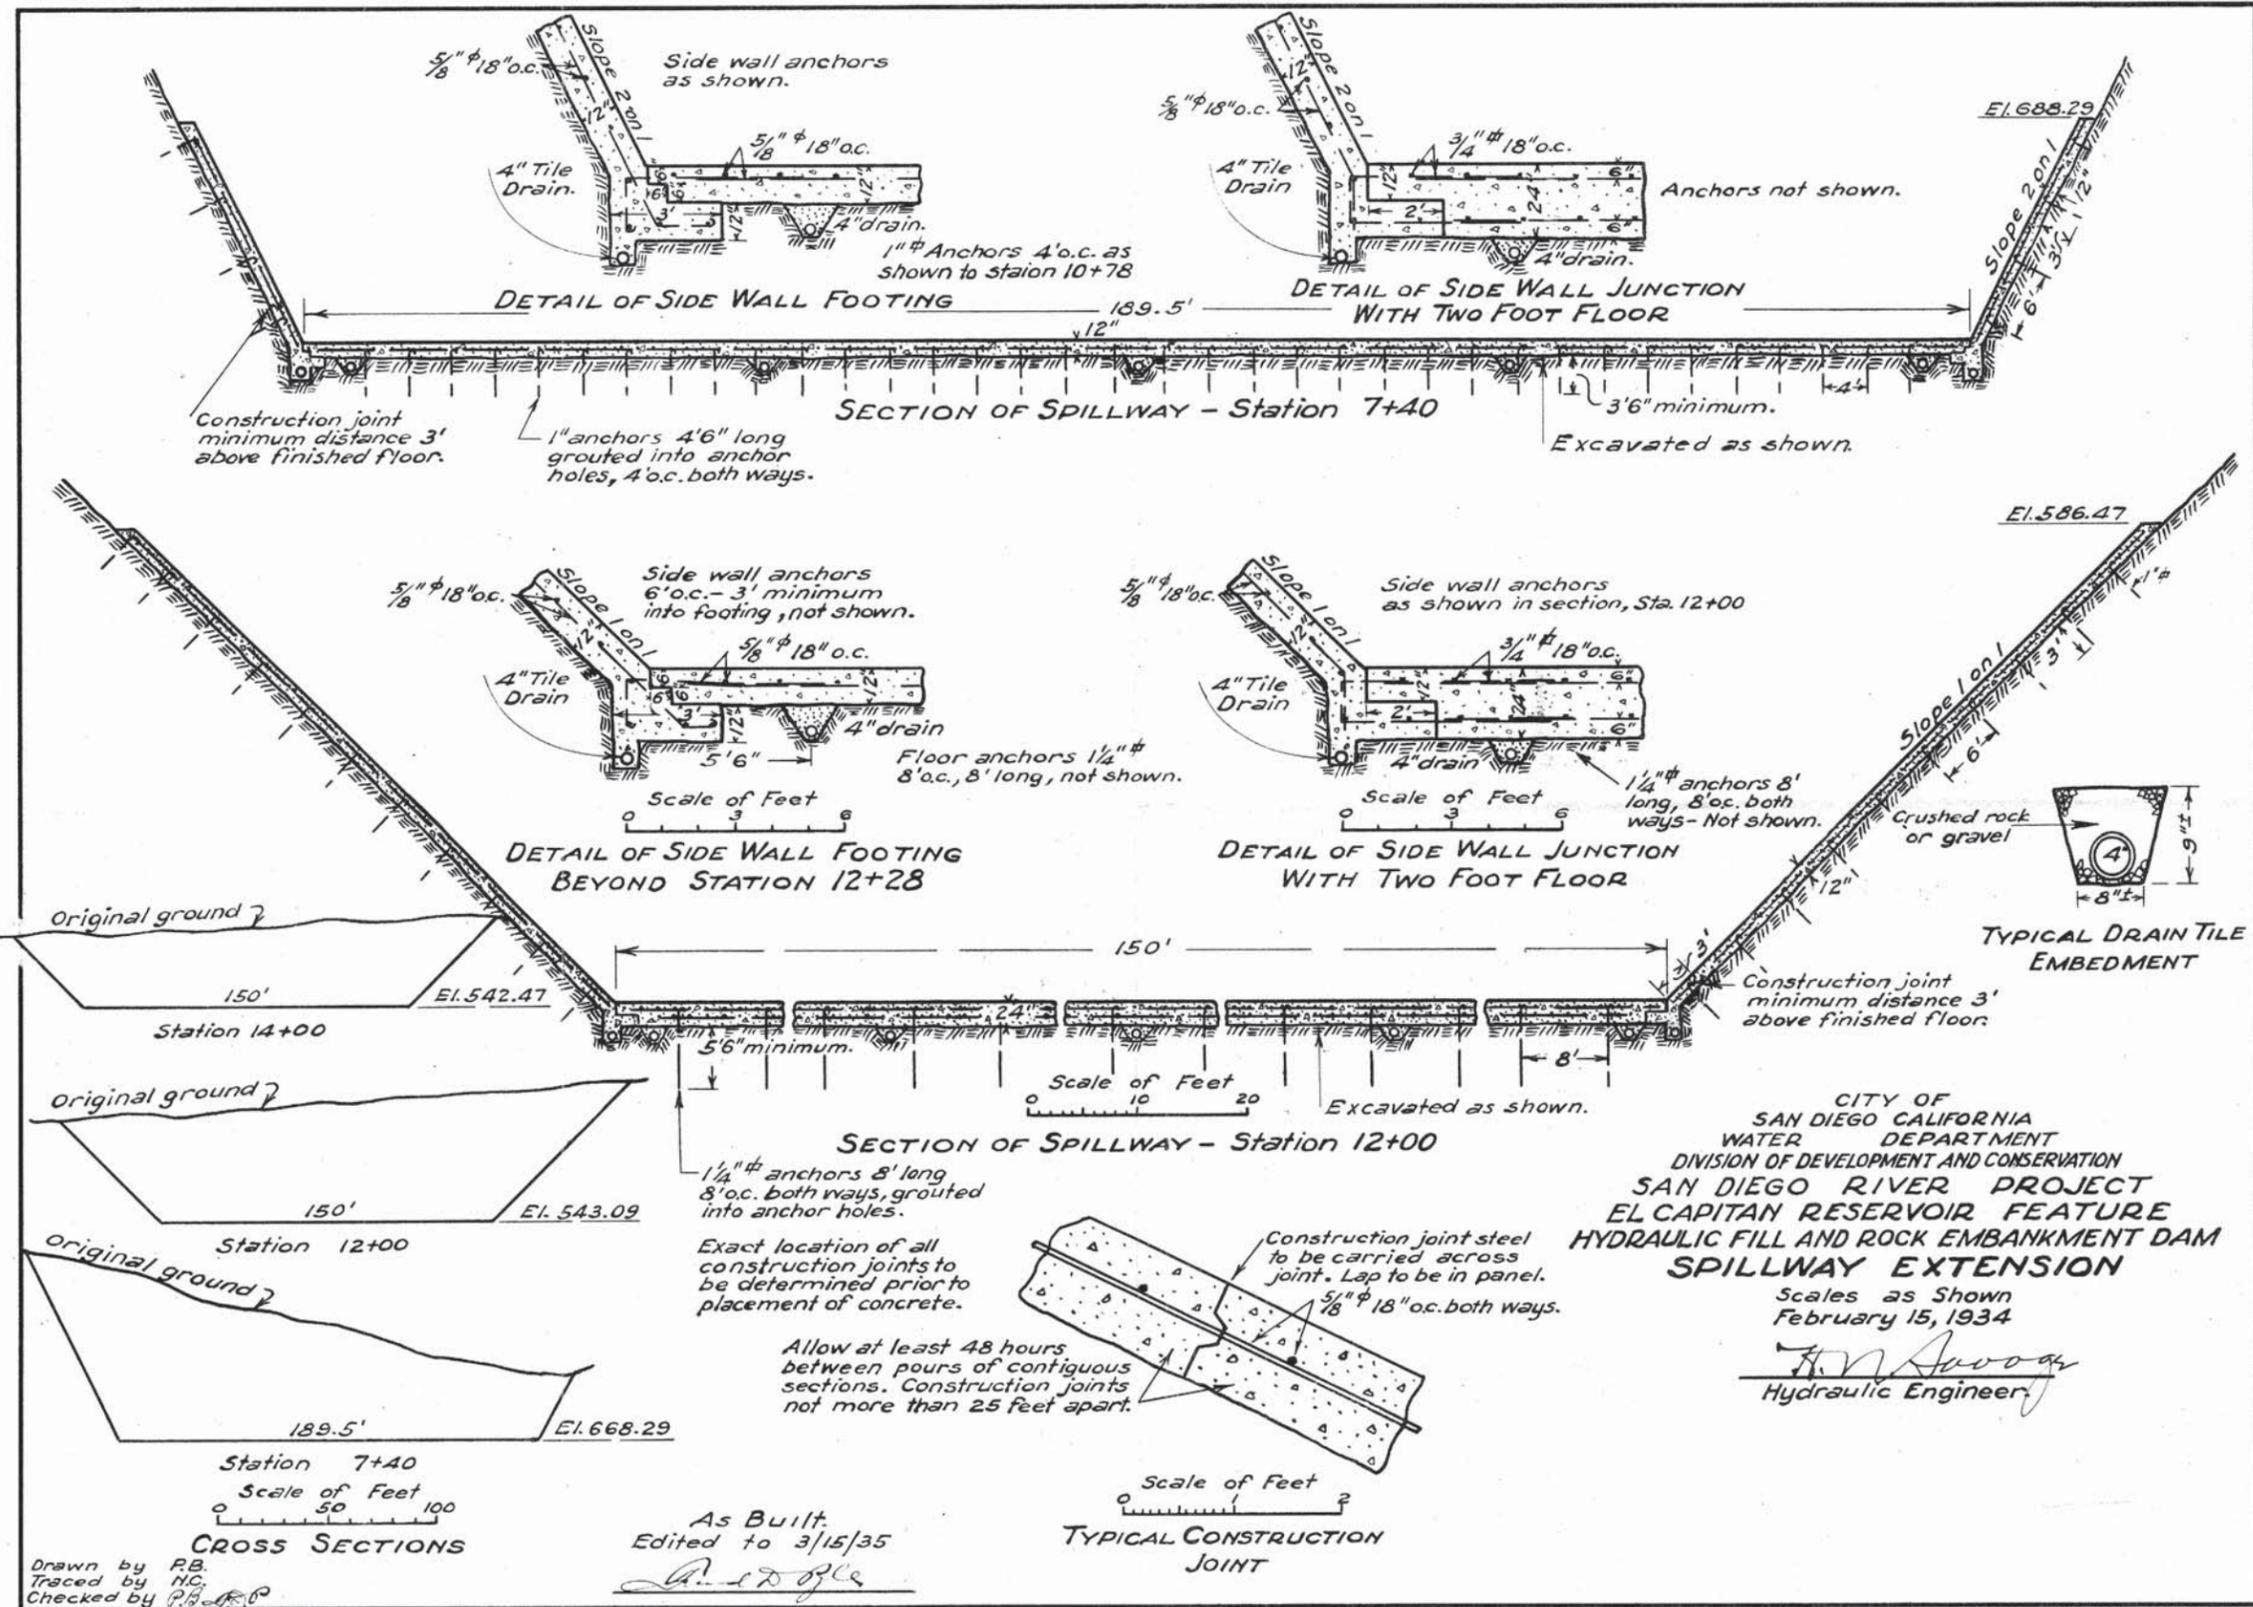 5/8"ϕ18"o.c.
Slope 2 on 1
12"
Side wall anchors
as shown.
4" Tile
Drain.
5/8"ϕ 18"o.c.
6"
6"
6"
12"
3'
12"
4"drain.
1"⌽ Anchors 4'o.c. as
shown to staion 10+78
DETAIL OF SIDE WALL FOOTING
5/8"ϕ18"o.c.
12"
Slope 2 on 1
4" Tile
Drain
3/4"⌽ 18"o.c.
12"
2'
24"
6"
6"
Anchors not shown.
4"drain.
DETAIL OF SIDE WALL JUNCTION
WITH TWO FOOT FLOOR
El.688.29
Slope 2 on 1
12"
6'
189.5'
12"
4'
3'6"minimum.
SECTION OF SPILLWAY – Station 7+40
Excavated as shown.
Construction joint
minimum distance 3'
above finished floor.
1"anchors 4'6" long
grouted into anchor
holes, 4'o.c. both ways.
5/8"ϕ18"o.c.
Slope 1 on 1
12"
Side wall anchors
6'o.c.– 3' minimum
into footing, not shown.
5/8"ϕ 18" o.c.
4" Tile
Drain
6"
6"
6"
12"
3'
12"
4"drain
5'6"
Floor anchors 1 1/4"⌽
8'o.c., 8' long, not shown.
Scale of Feet
0 3 6
DETAIL OF SIDE WALL FOOTING
BEYOND STATION 12+28
5/8"ϕ18"o.c.
Slope 1 on 1
12"
Side wall anchors
as shown in section, Sta. 12+00
3/4"⌽ 18"o.c.
4" Tile
Drain
12"
2'
24"
6"
6"
4"drain
1 1/4"⌽ anchors 8'
long, 8'o.c. both
ways– Not shown.
Scale of Feet
0 3 6
DETAIL OF SIDE WALL JUNCTION
WITH TWO FOOT FLOOR
El.586.47
1"⌽
3'
Slope 1 on 1
6'
12"
3'
Crushed rock
or gravel
4"
9"±
8"±
TYPICAL DRAIN TILE
EMBEDMENT
Construction joint
minimum distance 3'
above finished floor.
150'
24"
5'6"minimum.
8'
Scale of Feet
0 10 20
Excavated as shown.
SECTION OF SPILLWAY – Station 12+00
1 1/4"⌽ anchors 8' long
8'o.c. both ways, grouted
into anchor holes.
Exact location of all
construction joints to
be determined prior to
placement of concrete.
Allow at least 48 hours
between pours of contiguous
sections. Construction joints
not more than 25 feet apart.
Construction joint steel
to be carried across
joint. Lap to be in panel.
5/8"ϕ 18"o.c. both ways.
Scale of Feet
0 1 2
TYPICAL CONSTRUCTION
JOINT
Original ground
150'
El.542.47
Station 14+00
Original ground
150'
El. 543.09
Station 12+00
Original ground
189.5'
El.668.29
Station 7+40
Scale of Feet
0 50 100
CROSS SECTIONS
Drawn by P.B.
Traced by N.C.
Checked by P.B.
As Built.
Edited to 3/15/35
CITY OF
SAN DIEGO CALIFORNIA
WATER DEPARTMENT
DIVISION OF DEVELOPMENT AND CONSERVATION
SAN DIEGO RIVER PROJECT
EL CAPITAN RESERVOIR FEATURE
HYDRAULIC FILL AND ROCK EMBANKMENT DAM
SPILLWAY EXTENSION
Scales as Shown
February 15, 1934
H. N. Savage
Hydraulic Engineer.